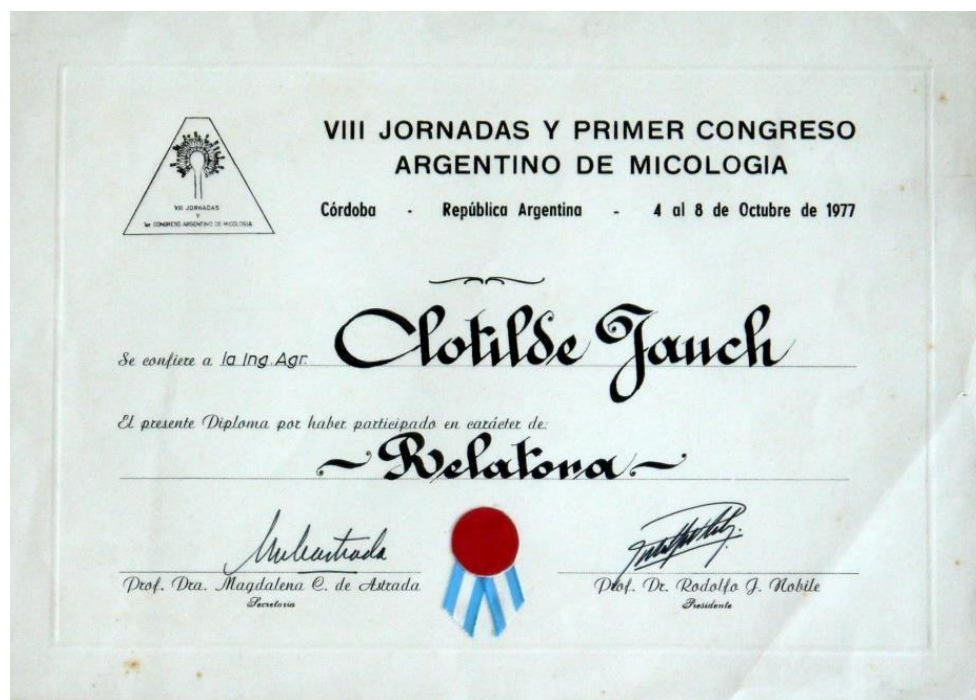 VIII JORNADAS Y PRIMER CONGRESO
ARGENTINO DE MICOLOGIA
Córdoba - República Argentina - 4 al 8 de Octubre de 1977
VIII JORNADAS
Y
1er CONGRESO ARGENTINO DE MICOLOGIA
Clotilde Jauch
Se confiere a la Ing. Agr.
El presente Diploma por haber participado en carácter de:
~ Relatora ~
Prof. Dra. Magdalena C. de Astrada
Secretaria
Prof. Dr. Rodolfo J. Nobile
Presidente